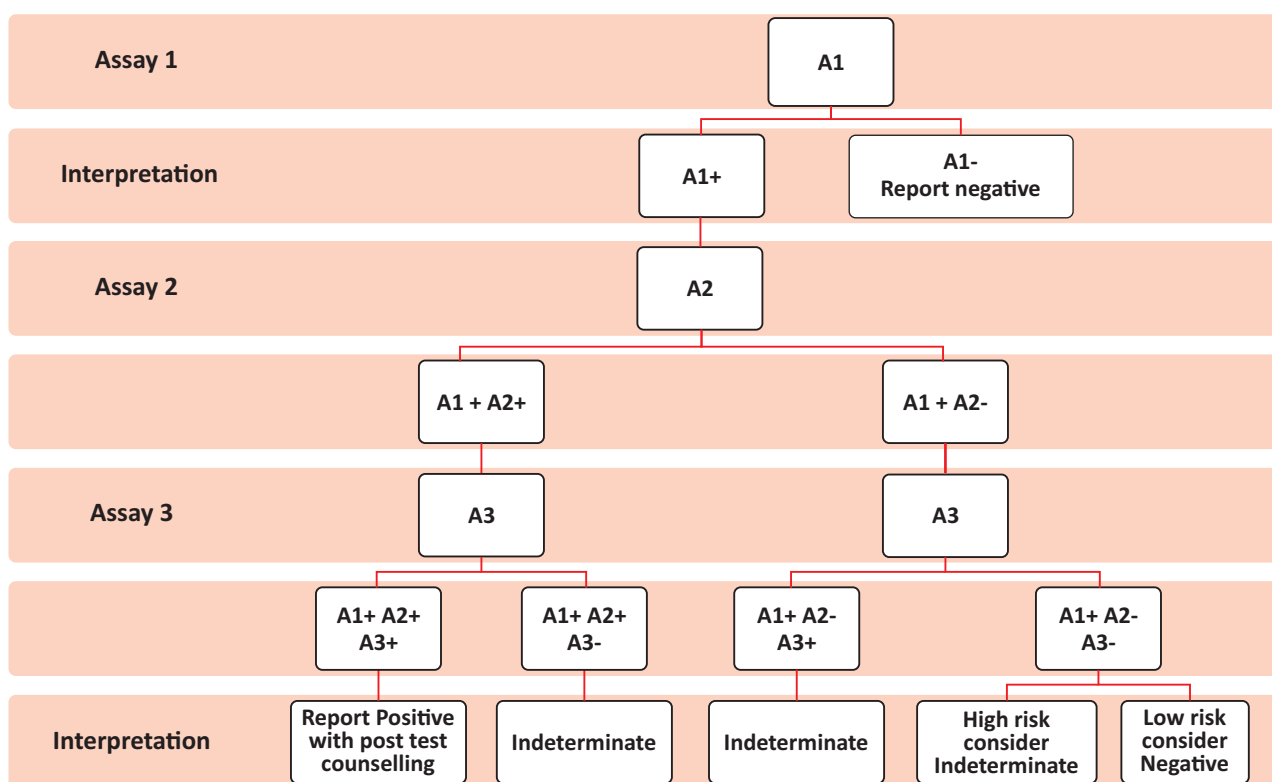 Assay 1
A1
Interpretation
A1+
A1-
Report negative
Assay 2
A2
A1 + A2+
A1 + A2-
Assay 3
A3
A3
A1+ A2+
A3+
A1+ A2+
A3-
A1+ A2-
A3+
A1+ A2-
A3-
Interpretation
Report Positive
with post test
counselling
Indeterminate
Indeterminate
High risk
consider
Indeterminate
Low risk
consider
Negative